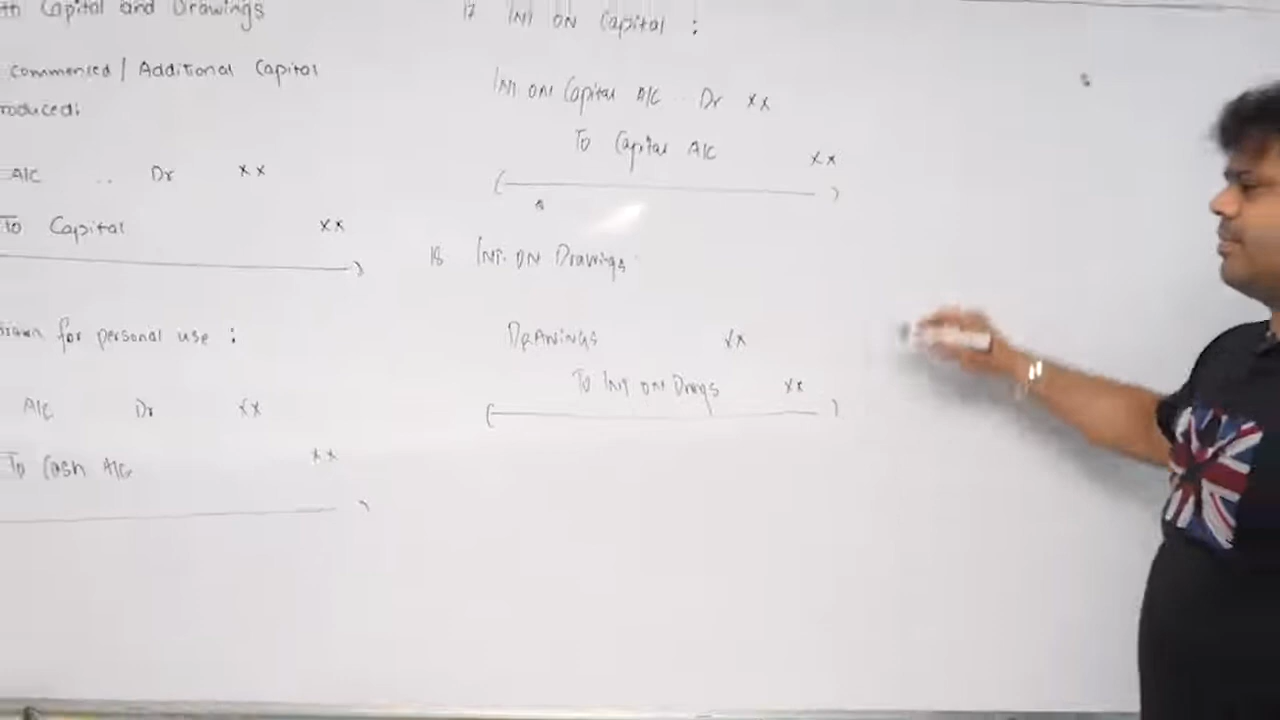 th Capital and Drawings
commenced / Additional Capital
roduced:
A/C .. Dr xx
To Capital xx
rawn for personal use :
A/C Dr xx
To Cash A/c xx
17 Int ON Capital :
Int ON Capital A/C .. Dr xx
To Capital A/C xx
18 Int. ON Drawings
DRAWINGS xx
To Int ON Drwgs xx